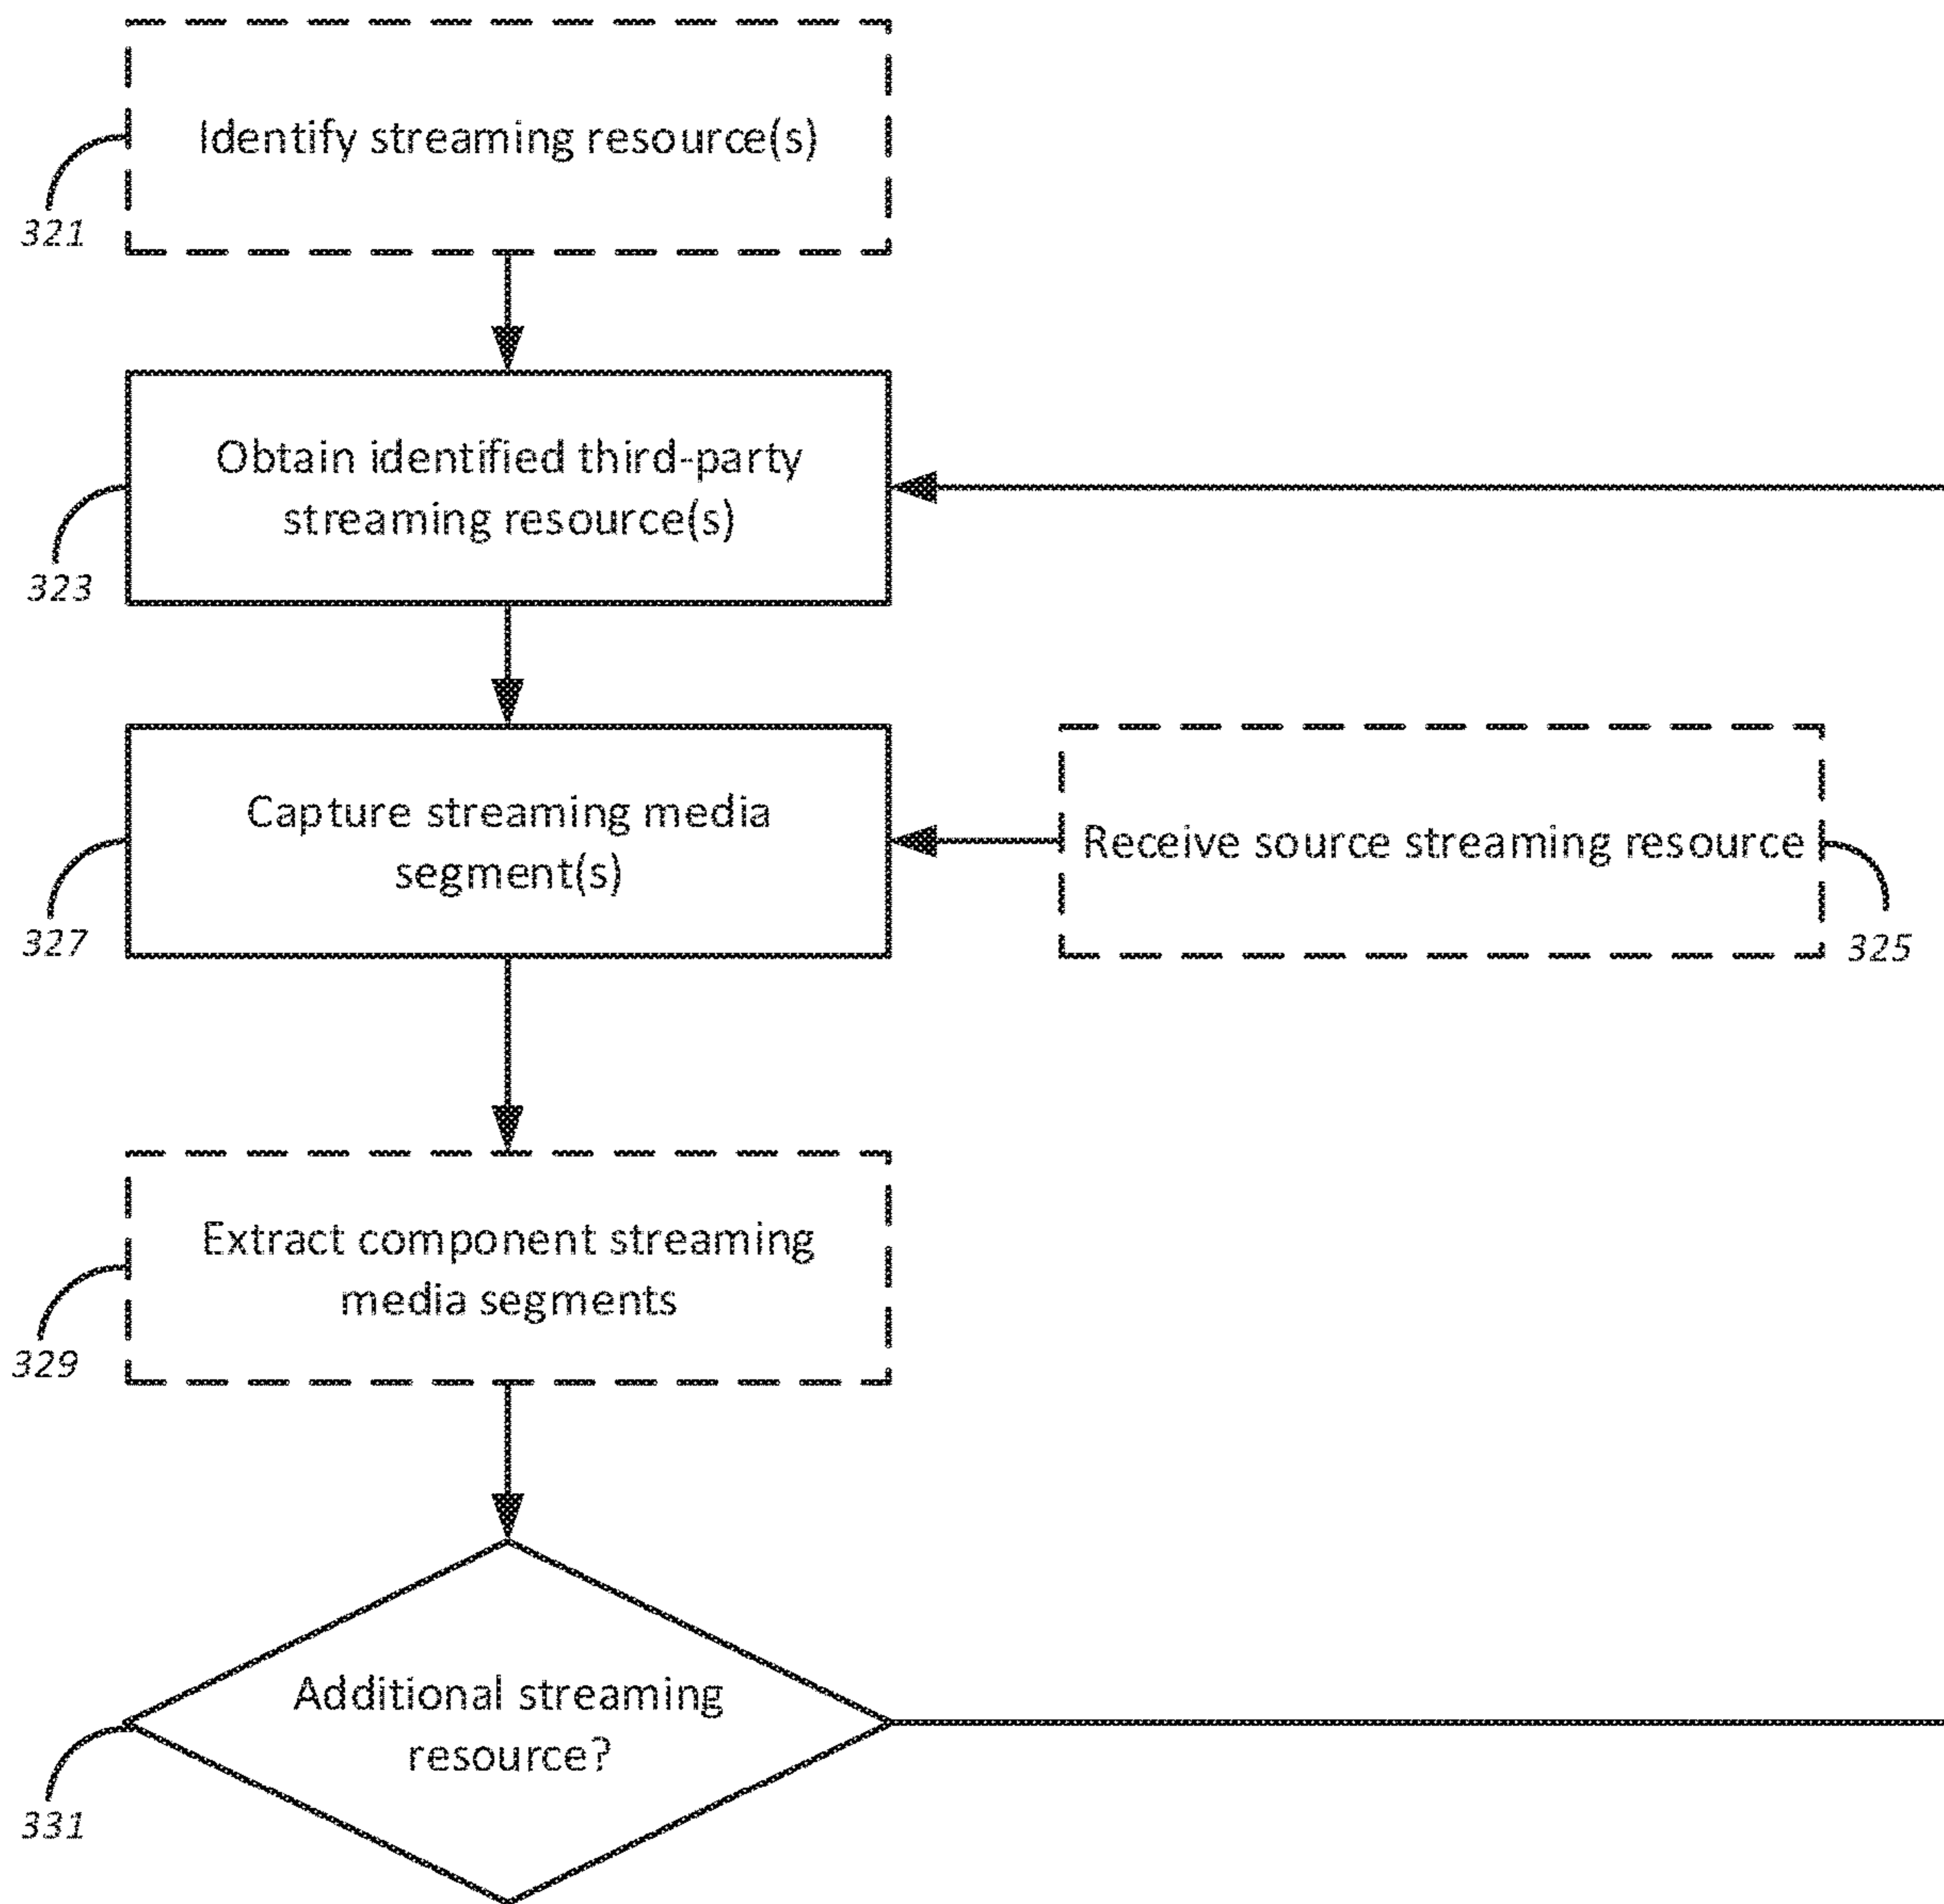 Identify streaming resource(s)
321
Obtain identified third-party
streaming resource(s)
323
Capture streaming media
segment(s)
327
Receive source streaming resource
325
Extract component streaming
media segments
329
Additional streaming
resource?
331